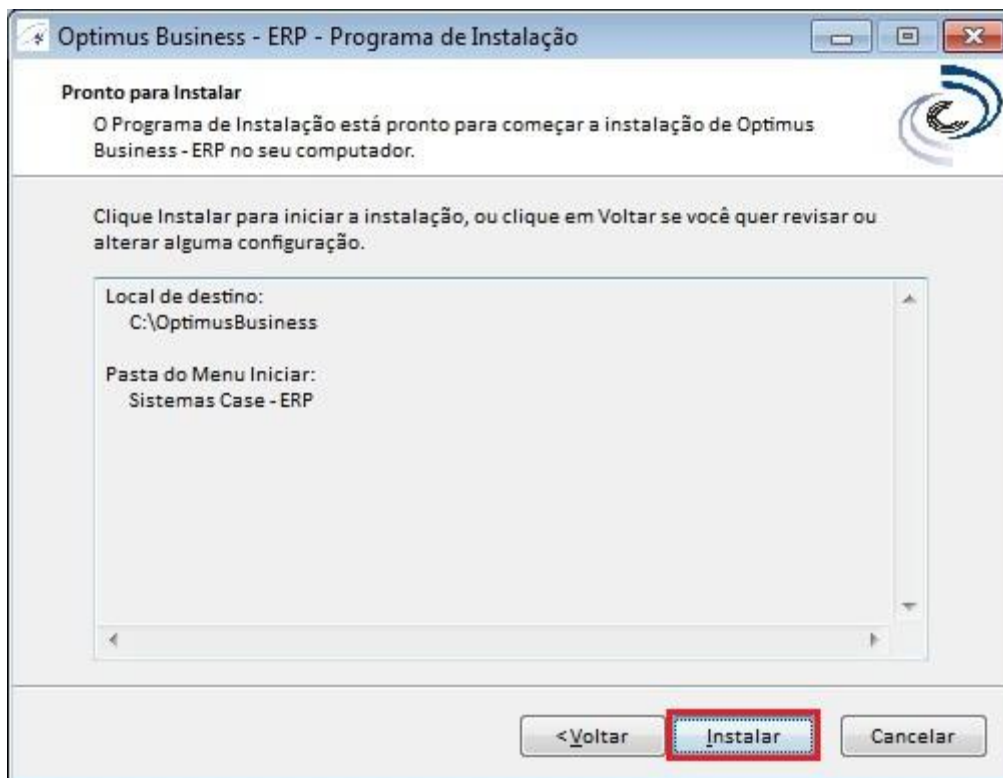 Optimus Business - ERP - Programa de Instalação
Pronto para Instalar
O Programa de Instalação está pronto para começar a instalação de Optimus
Business - ERP no seu computador.
Clique Instalar para iniciar a instalação, ou clique em Voltar se você quer revisar ou
alterar alguma configuração.
Local de destino:
C:\OptimusBusiness
Pasta do Menu Iniciar:
Sistemas Case - ERP
< Voltar
Instalar
Cancelar